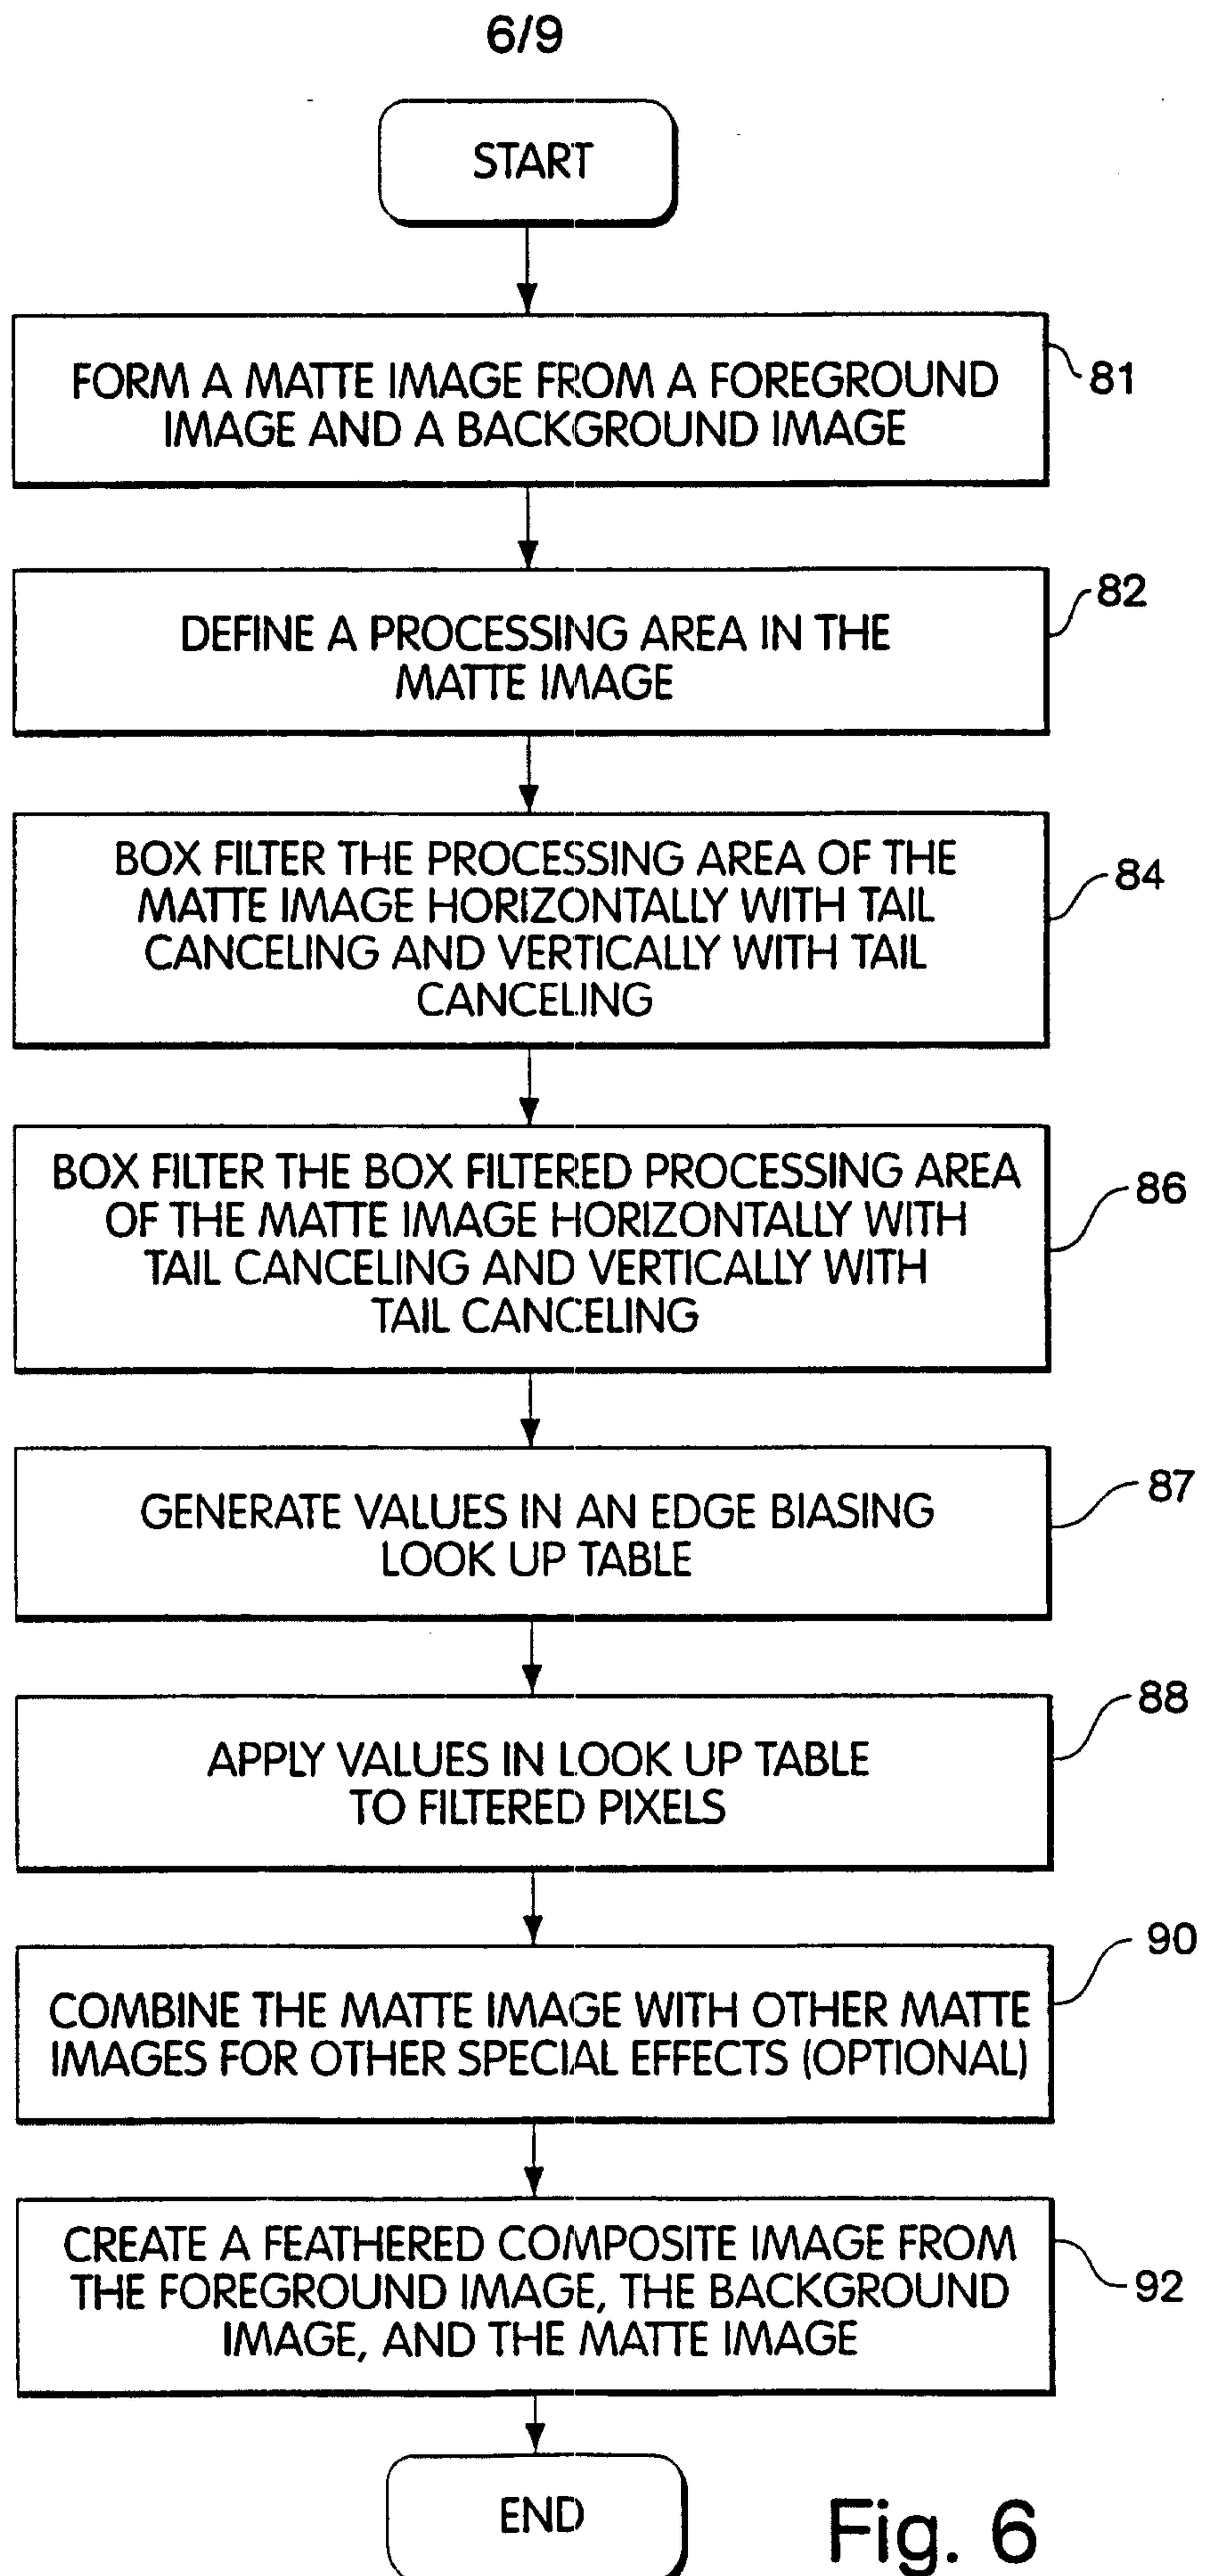 6/9
START
FORM A MATTE IMAGE FROM A FOREGROUND
IMAGE AND A BACKGROUND IMAGE
81
DEFINE A PROCESSING AREA IN THE
MATTE IMAGE
82
BOX FILTER THE PROCESSING AREA OF THE
MATTE IMAGE HORIZONTALLY WITH TAIL
CANCELING AND VERTICALLY WITH TAIL
CANCELING
84
BOX FILTER THE BOX FILTERED PROCESSING AREA
OF THE MATTE IMAGE HORIZONTALLY WITH
TAIL CANCELING AND VERTICALLY WITH
TAIL CANCELING
86
GENERATE VALUES IN AN EDGE BIASING
LOOK UP TABLE
87
APPLY VALUES IN LOOK UP TABLE
TO FILTERED PIXELS
88
COMBINE THE MATTE IMAGE WITH OTHER MATTE
IMAGES FOR OTHER SPECIAL EFFECTS (OPTIONAL)
90
CREATE A FEATHERED COMPOSITE IMAGE FROM
THE FOREGROUND IMAGE, THE BACKGROUND
IMAGE, AND THE MATTE IMAGE
92
END
Fig. 6